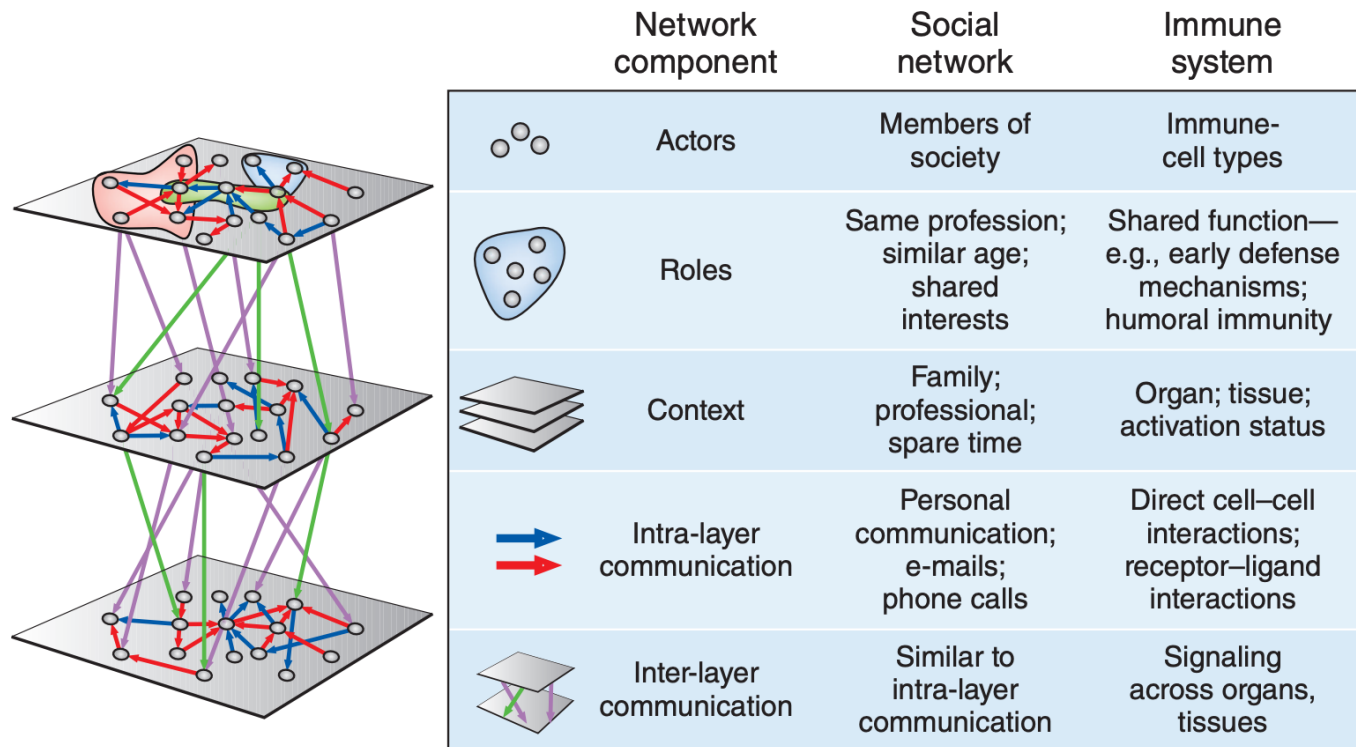 Network
component
Social
network
Immune
system
Actors
Members of
society
Immune-
cell types
Roles
Same profession;
similar age;
shared
interests
Shared function—
e.g., early defense
mechanisms;
humoral immunity
Context
Family;
professional;
spare time
Organ; tissue;
activation status
Intra-layer
communication
Personal
communication;
e-mails;
phone calls
Direct cell–cell
interactions;
receptor–ligand
interactions
Inter-layer
communication
Similar to
intra-layer
communication
Signaling
across organs,
tissues